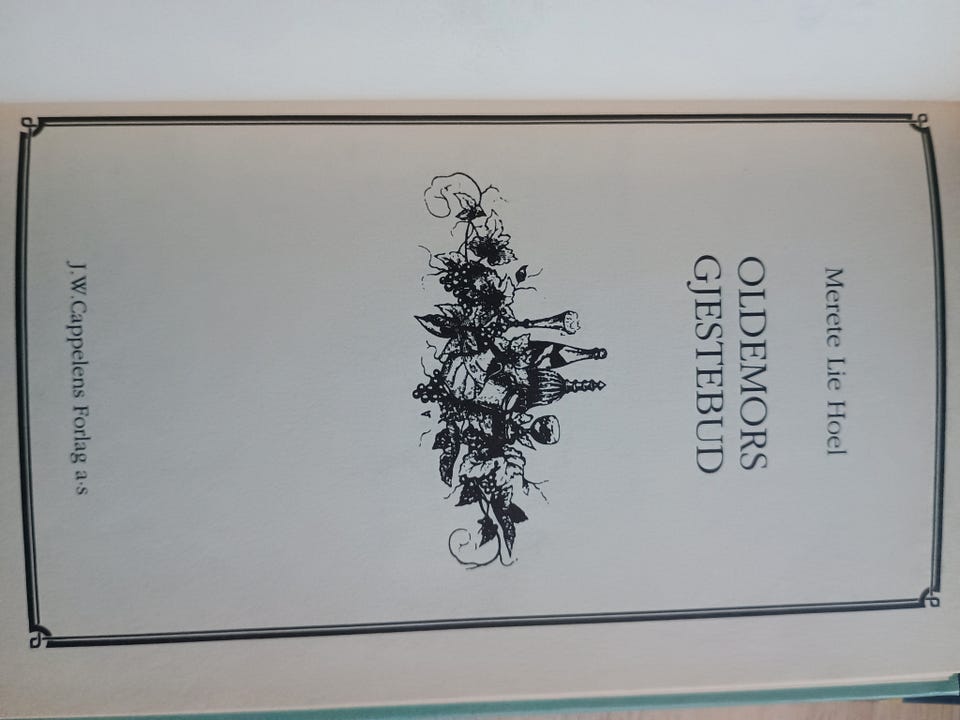 Merete Lie Hoel
OLDEMORS
GJESTEBUD
J.W.Cappelens Forlag a·s